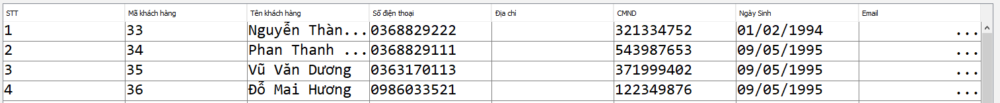 STT Mã khách hàng Tên khách hàng Số điện thoại Địa chỉ CMND Ngày Sinh Email
1 33 Nguyễn Thàn... 0368829222 321334752 01/02/1994 ...
2 34 Phan Thanh ... 0368829111 543987653 09/05/1995 ...
3 35 Vũ Văn Dương 0363170113 371999402 09/05/1995 ...
4 36 Đỗ Mai Hương 0986033521 122349876 09/05/1995 ...